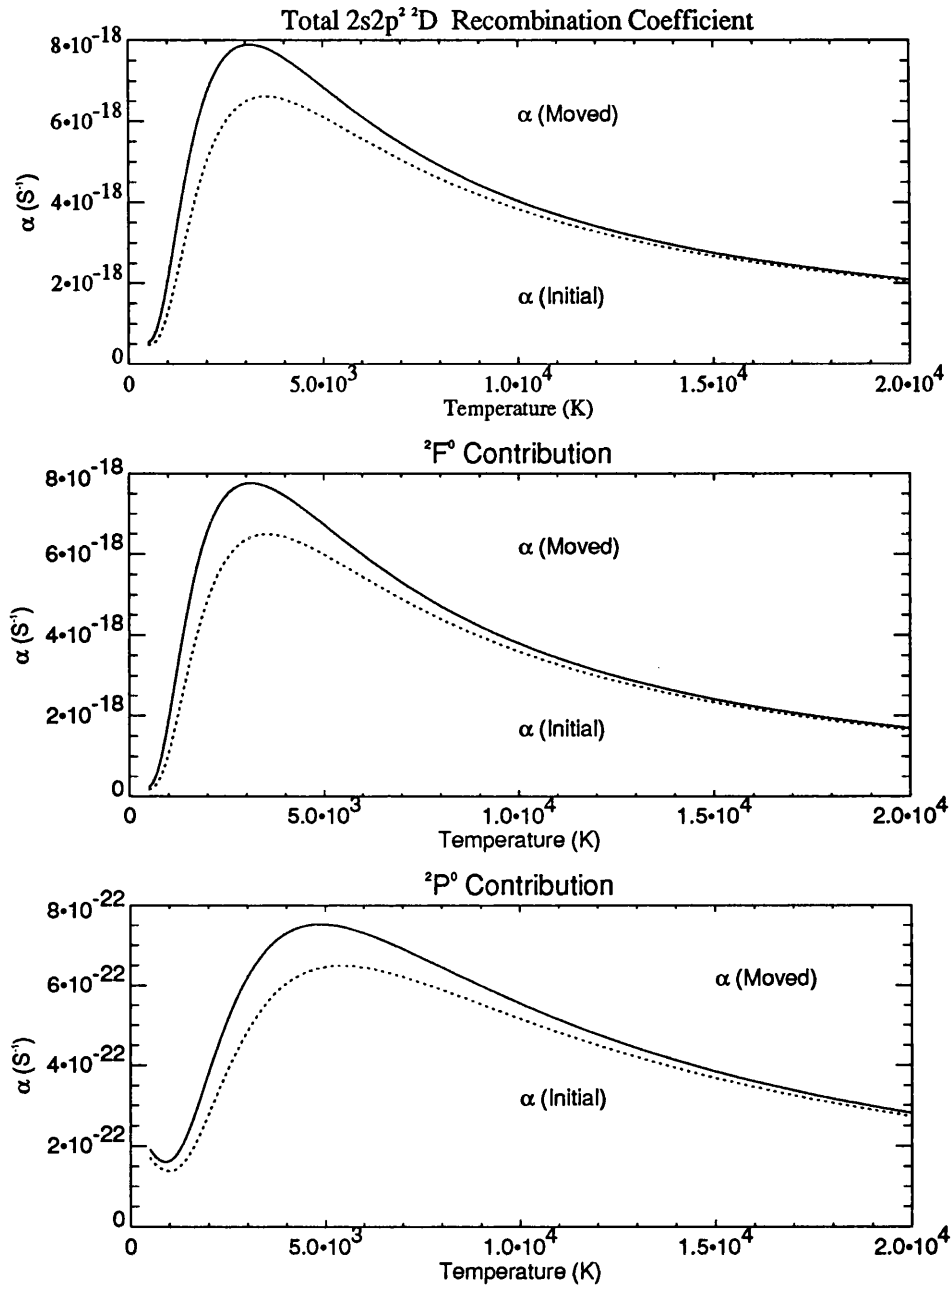 Total 2s2p² ²D Recombination Coefficient
8•10⁻¹⁸
6•10⁻¹⁸
4•10⁻¹⁸
2•10⁻¹⁸
0
α (S⁻¹)
α (Moved)
α (Initial)
0 5.0•10³ 1.0•10⁴ 1.5•10⁴ 2.0•10⁴
Temperature (K)
²F⁰ Contribution
8•10⁻¹⁸
6•10⁻¹⁸
4•10⁻¹⁸
2•10⁻¹⁸
0
α (S⁻¹)
α (Moved)
α (Initial)
0 5.0•10³ 1.0•10⁴ 1.5•10⁴ 2.0•10⁴
Temperature (K)
²P⁰ Contribution
8•10⁻²²
6•10⁻²²
4•10⁻²²
2•10⁻²²
0
α (S⁻¹)
α (Moved)
α (Initial)
0 5.0•10³ 1.0•10⁴ 1.5•10⁴ 2.0•10⁴
Temperature (K)